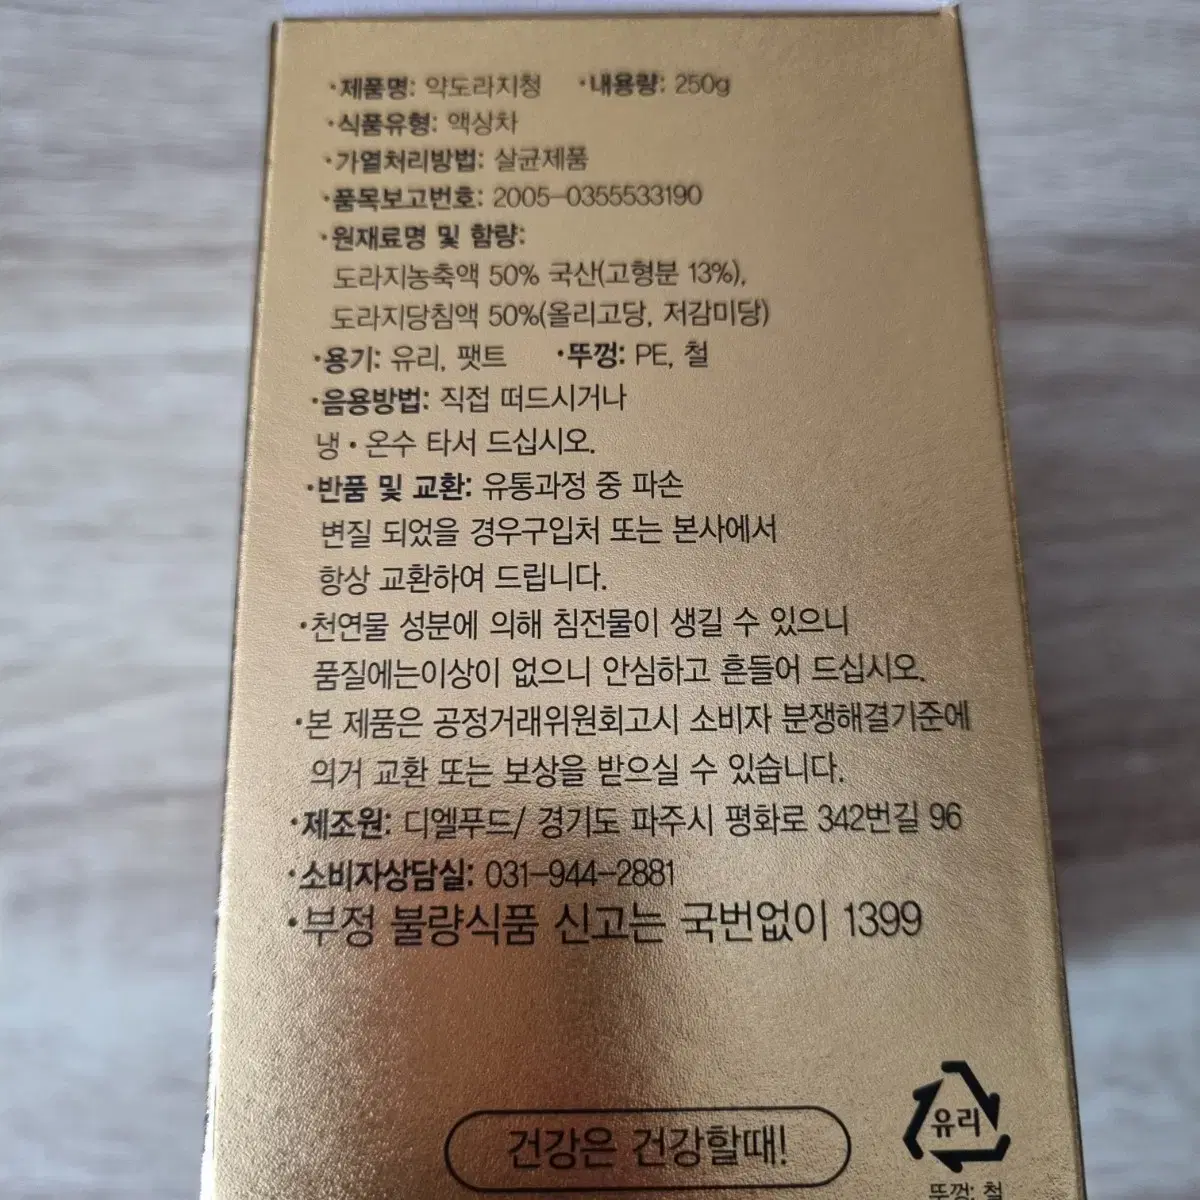 ·제품명: 약도라지청 ·내용량: 250g
·식품유형: 액상차
·가열처리방법: 살균제품
·품목보고번호: 2005-0355533190
·원재료명 및 함량:
도라지농축액 50% 국산(고형분 13%),
도라지당침액 50%(올리고당, 저감미당)
·용기: 유리, 팻트 ·뚜껑: PE, 철
·음용방법: 직접 떠드시거나
냉·온수 타서 드십시오.
·반품 및 교환: 유통과정 중 파손
변질 되었을 경우구입처 또는 본사에서
항상 교환하여 드립니다.
·천연물 성분에 의해 침전물이 생길 수 있으니
품질에는이상이 없으니 안심하고 흔들어 드십시오.
·본 제품은 공정거래위원회고시 소비자 분쟁해결기준에
의거 교환 또는 보상을 받으실 수 있습니다.
·제조원: 디엘푸드/ 경기도 파주시 평화로 342번길 96
·소비자상담실: 031-944-2881
·부정 불량식품 신고는 국번없이 1399
유리
건강은 건강할때!
뚜껑: 철